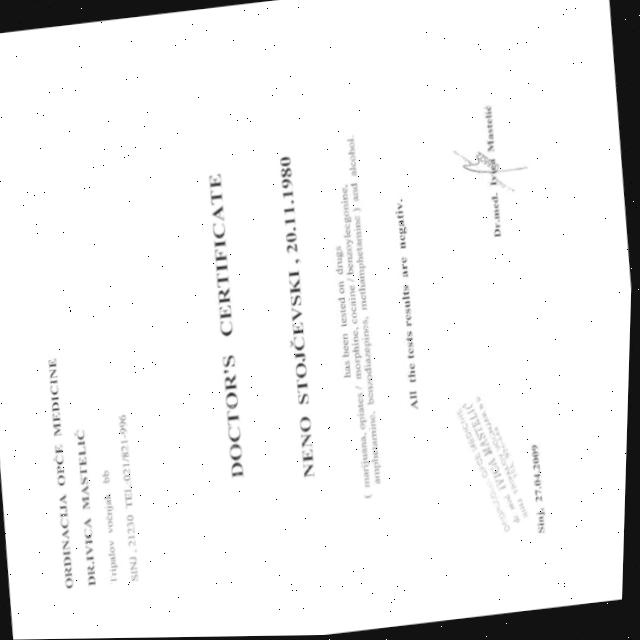 ORDINACIJA OPĆE MEDICINE
DR.IVICA MASTELIĆ
Tripalov vočnjak bb
SINJ , 21230 TEL.021/821-996
DOCTOR'S CERTIFICATE
NENO STOJČEVSKI , 20.11.1980
has been tested on drugs
( marijuana, opiates / morphine, cocaine / benzoylecgonine,
amphetamine, benzodiazepines, methamphetamine ) and alcohol.
All the tests results are negativ.
Dr.med. Ivica Mastelić
IVICA MASTELIĆ
Sinj, 27.04.2009